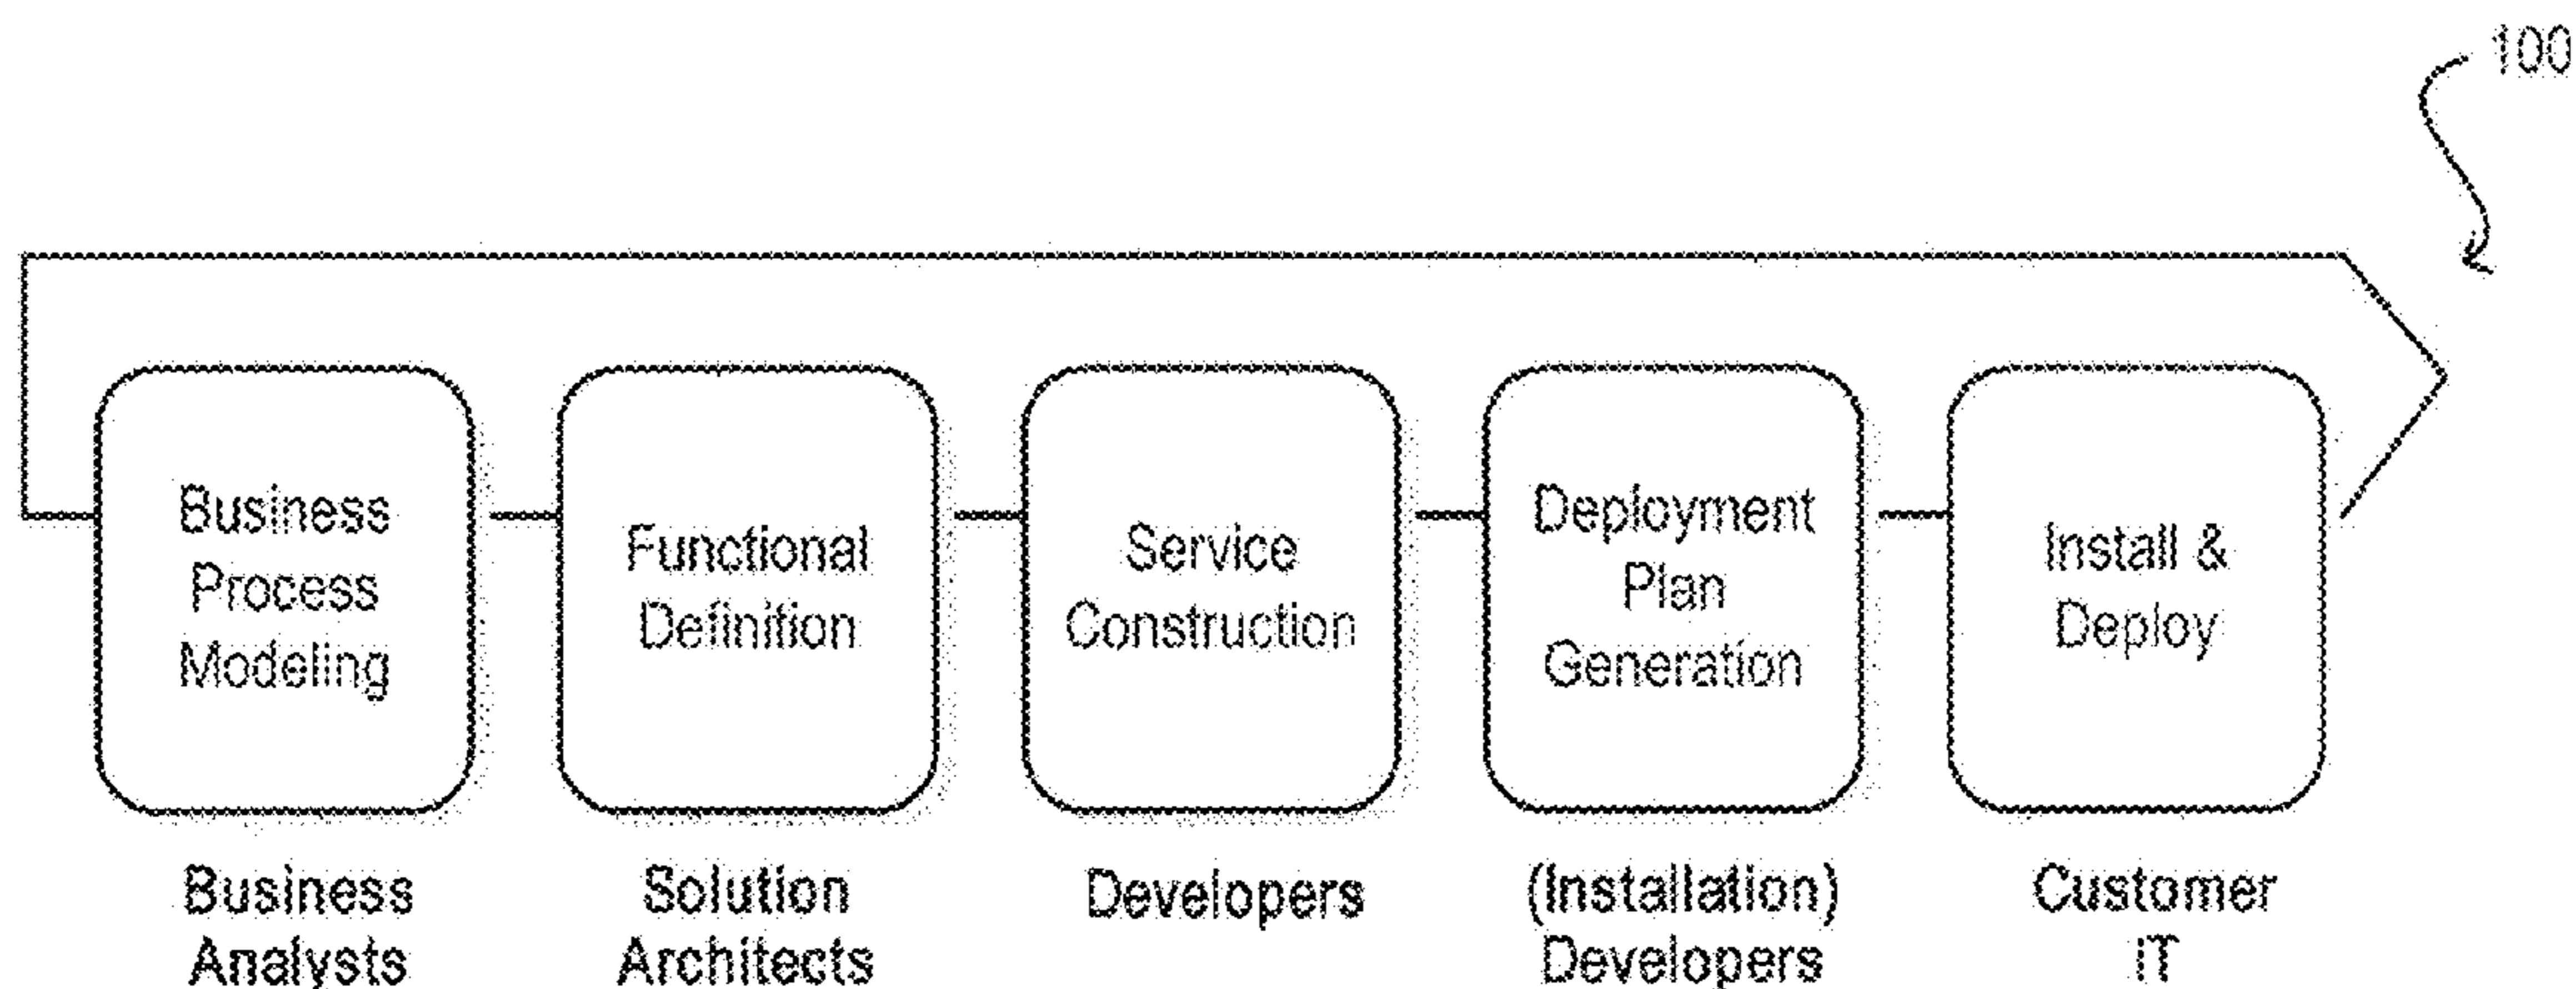 100
Business
Process
Modeling
Functional
Definition
Service
Construction
Deployment
Plan
Generation
Install &
Deploy
Business
Analysts
Solution
Architects
Developers
(Installation)
Developers
Customer
IT